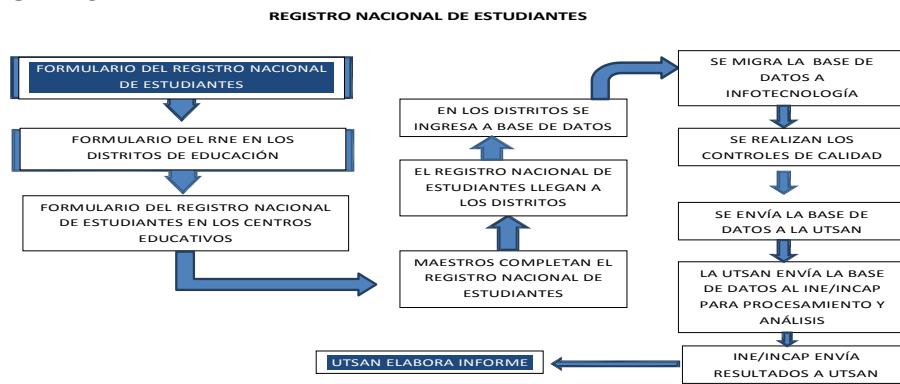 REGISTRO NACIONAL DE ESTUDIANTES
FORMULARIO DEL REGISTRO NACIONAL
DE ESTUDIANTES
FORMULARIO DEL RNE EN LOS
DISTRITOS DE EDUCACIÓN
FORMULARIO DEL REGISTRO NACIONAL
DE ESTUDIANTES EN LOS CENTROS
EDUCATIVOS
MAESTROS COMPLETAN EL
REGISTRO NACIONAL DE
ESTUDIANTES
EL REGISTRO NACIONAL DE
ESTUDIANTES LLEGAN A
LOS DISTRITOS
EN LOS DISTRITOS SE
INGRESA A BASE DE DATOS
SE MIGRA LA BASE DE
DATOS A
INFOTECNOLOGÍA
SE REALIZAN LOS
CONTROLES DE CALIDAD
SE ENVÍA LA BASE DE
DATOS A LA UTSAN
LA UTSAN ENVÍA LA BASE
DE DATOS AL INE/INCAP
PARA PROCESAMIENTO Y
ANÁLISIS
INE/INCAP ENVÍA
RESULTADOS A UTSAN
UTSAN ELABORA INFORME